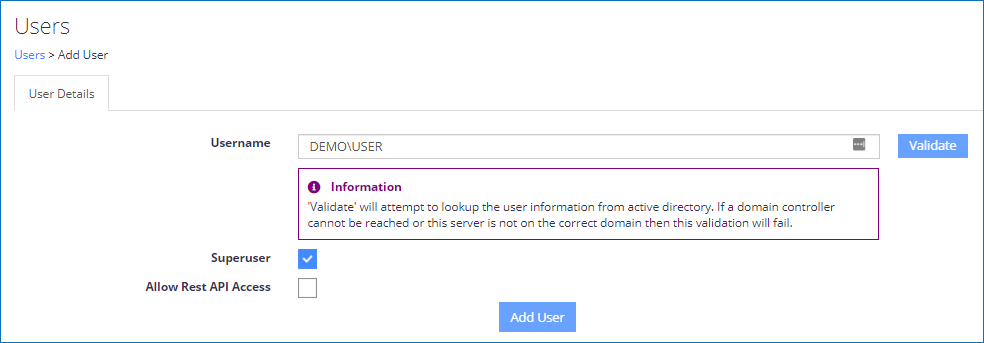 Users
Users > Add User
User Details
Username
DEMO\USER
Validate
Information
'Validate' will attempt to lookup the user information from active directory. If a domain controller
cannot be reached or this server is not on the correct domain then this validation will fail.
Superuser
Allow Rest API Access
Add User